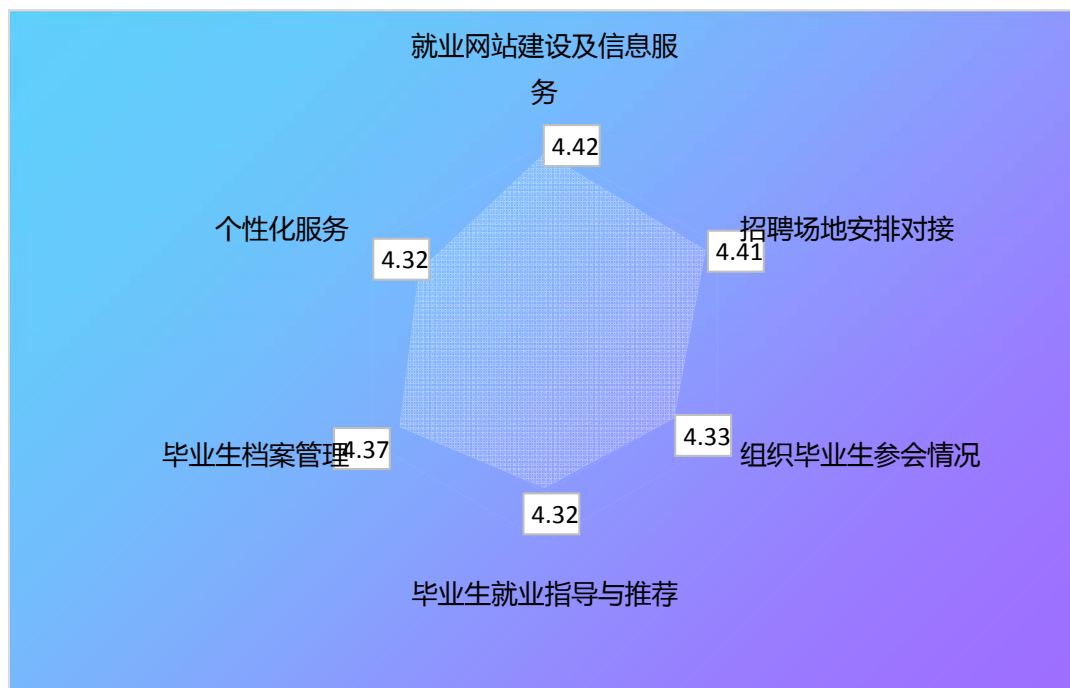 就业网站建设及信息服
务
4.42
个性化服务
招聘场地安排对接
4.32
4.41
4.33
毕业生档案管理
4.37
组织毕业生参会情况
4.32
毕业生就业指导与推荐